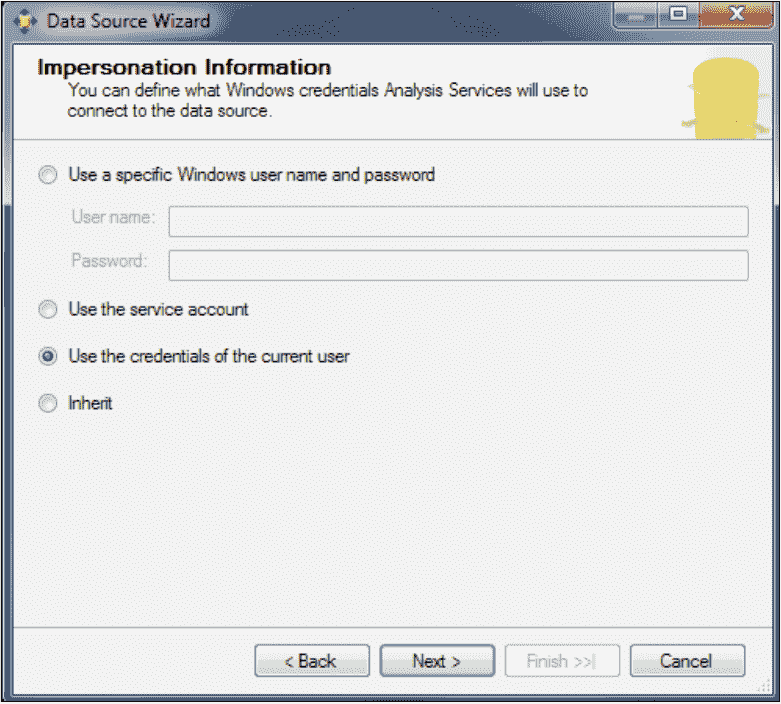 Data Source Wizard
Impersonation Information
You can define what Windows credentials Analysis Services will use to
connect to the data source.
Use a specific Windows user name and password
User name:
Password:
Use the service account
Use the credentials of the current user
Inherit
< Back Next > Finish >>| Cancel